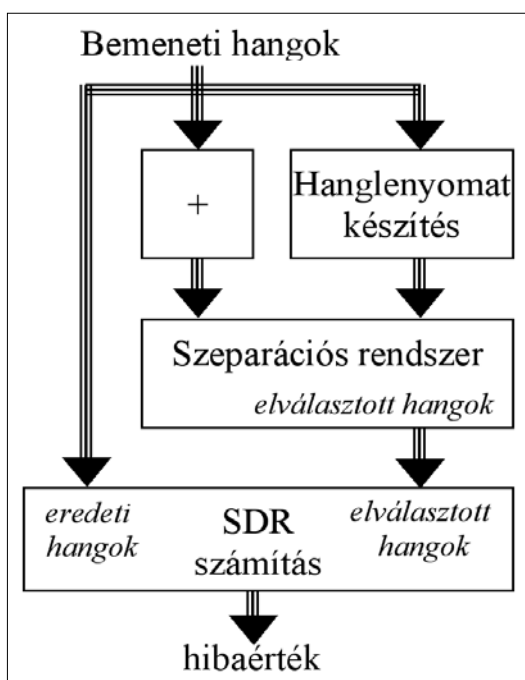 Bemeneti hangok
+
Hanglenyomat
készítés
Szeparációs rendszer
elválasztott hangok
eredeti
hangok
SDR
számítás
elválasztott
hangok
hibaérték